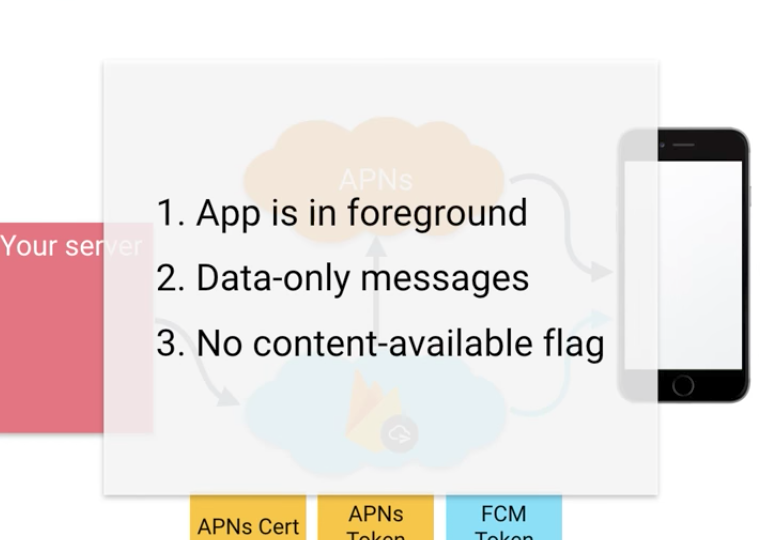 APNs
1. App is in foreground
Your server
2. Data-only messages
3. No content-available flag
APNs Cert
APNs
Token
FCM
Token